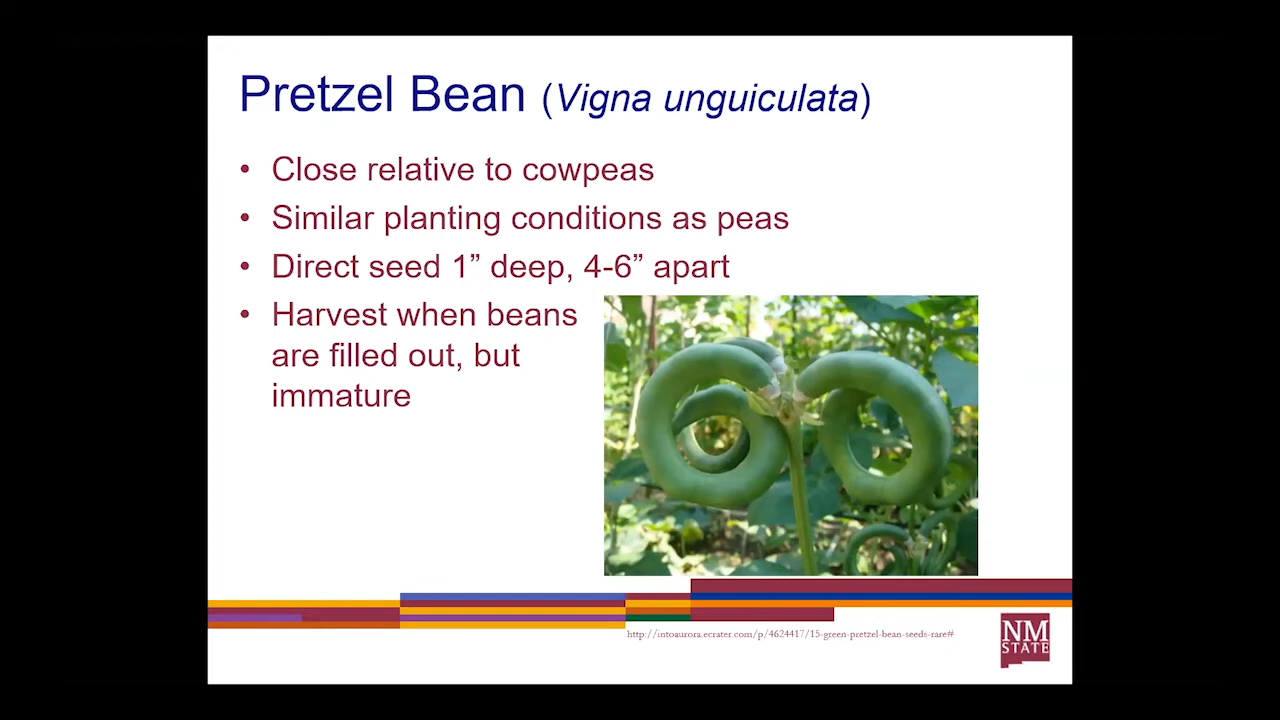 Pretzel Bean (Vigna unguiculata)
• Close relative to cowpeas
• Similar planting conditions as peas
• Direct seed 1” deep, 4-6” apart
• Harvest when beans
are filled out, but
immature
http://intoaurora.ecrater.com/p/4624417/15-green-pretzel-bean-seeds-rare#
NM
STATE